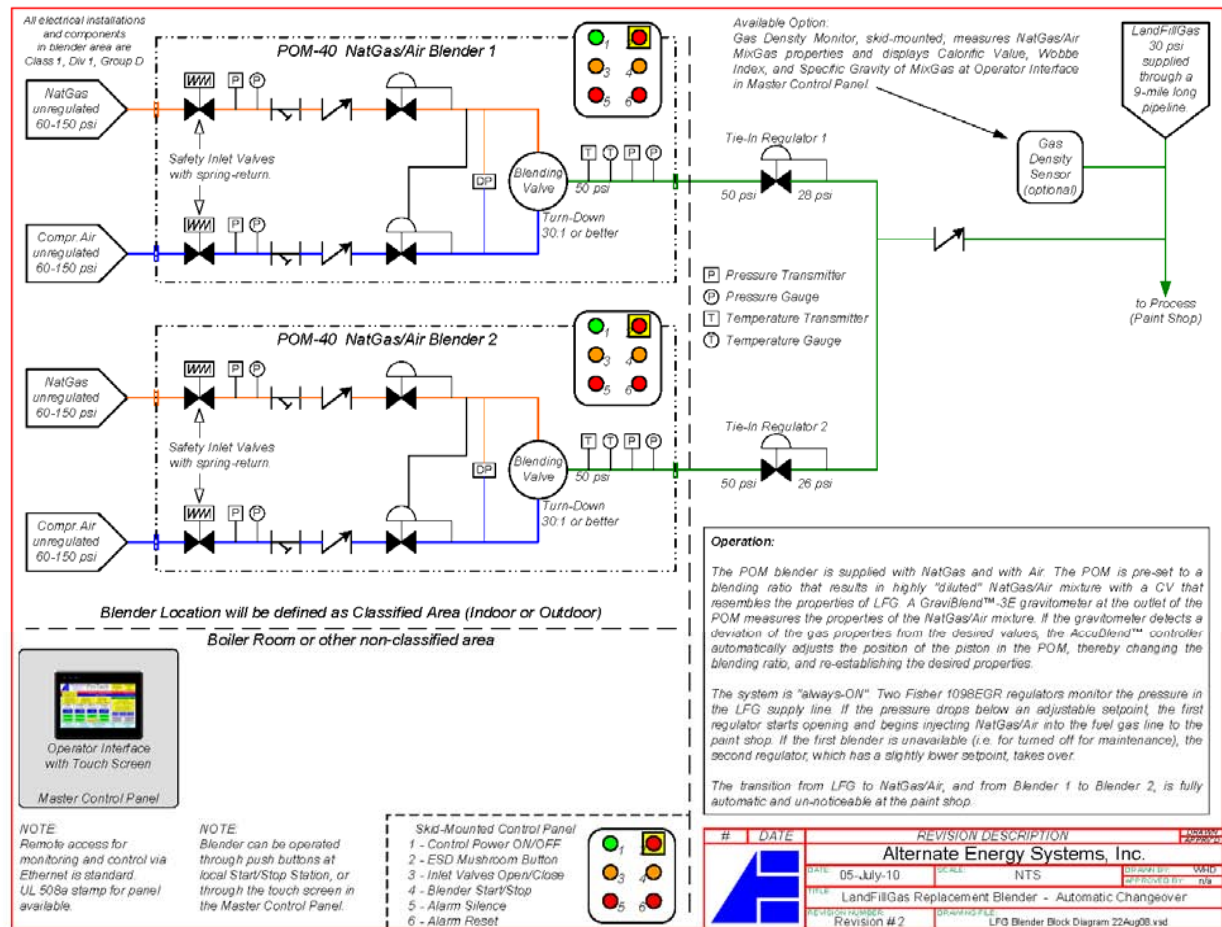 All electrical installations
and components
in blender area are
Class 1, Div 1, Group D
POM-40 NatGas/Air Blender 1
1
3
4
5
6
NatGas
unregulated
60-150 psi
P
P
Safety Inlet Valves
with spring-return.
DP
Blending
Valve
T
T
P
P
50 psi
Turn-Down
30:1 or better
Compr.Air
unregulated
60-150 psi
P
P
Available Option:
Gas Density Monitor, skid-mounted, measures NatGas/Air
MixGas properties and displays Calorific Value, Wobbe
Index, and Specific Gravity of MixGas at Operator Interface
in Master Control Panel.
LandFillGas
30 psi
supplied
through a
9-mile long
pipeline.
Gas
Density
Sensor
(optional)
Tie-In Regulator 1
50 psi
28 psi
P Pressure Transmitter
P Pressure Gauge
T Temperature Transmitter
T Temperature Gauge
to Process
(Paint Shop)
POM-40 NatGas/Air Blender 2
1
3
4
5
6
NatGas
unregulated
60-150 psi
P
P
Safety Inlet Valves
with spring-return.
DP
Blending
Valve
T
T
P
P
50 psi
Turn-Down
30:1 or better
Compr.Air
unregulated
60-150 psi
P
P
Tie-In Regulator 2
50 psi
26 psi
Blender Location will be defined as Classified Area (Indoor or Outdoor)
Boiler Room or other non-classified area
Operator Interface
with Touch Screen
Master Control Panel
NOTE:
Remote access for
monitoring and control via
Ethernet is standard.
UL 508a stamp for panel
available.
NOTE:
Blender can be operated
through push buttons at
local Start/Stop Station, or
through the touch screen in
the Master Control Panel.
Skid-Mounted Control Panel
1 - Control Power ON/OFF
2 - ESD Mushroom Button
3 - Inlet Valves Open/Close
4 - Blender Start/Stop
5 - Alarm Silence
6 - Alarm Reset
1
3
4
5
6
Operation:
The POM blender is supplied with NatGas and with Air. The POM is pre-set to a
blending ratio that results in highly "diluted" NatGas/Air mixture with a CV that
resembles the properties of LFG. A GraviBlend™-3E gravitometer at the outlet of the
POM measures the properties of the NatGas/Air mixture. If the gravitometer detects a
deviation of the gas properties from the desired values, the AccuBlend™ controller
automatically adjusts the position of the piston in the POM, thereby changing the
blending ratio, and re-establishing the desired properties.
The system is "always-ON". Two Fisher 1098EGR regulators monitor the pressure in
the LFG supply line. If the pressure drops below an adjustable setpoint, the first
regulator starts opening and begins injecting NatGas/Air into the fuel gas line to the
paint shop. If the first blender is unavailable (i.e. for turned off for maintenance), the
second regulator, which has a slightly lower setpoint, takes over.
The transition from LFG to NatGas/Air, and from Blender 1 to Blender 2, is fully
automatic and un-noticeable at the paint shop.
# DATE REVISION DESCRIPTION DRAWN APPR'D
Alternate Energy Systems, Inc.
DATE: 05-July-10 SCALE: NTS DRAWN BY: WHD
APPROVED BY: n/a
TITLE: LandFillGas Replacement Blender - Automatic Changeover
REVISION NUMBER: Revision #2 DRAWING FILE: LFG Blender Block Diagram 22Aug08.vsd